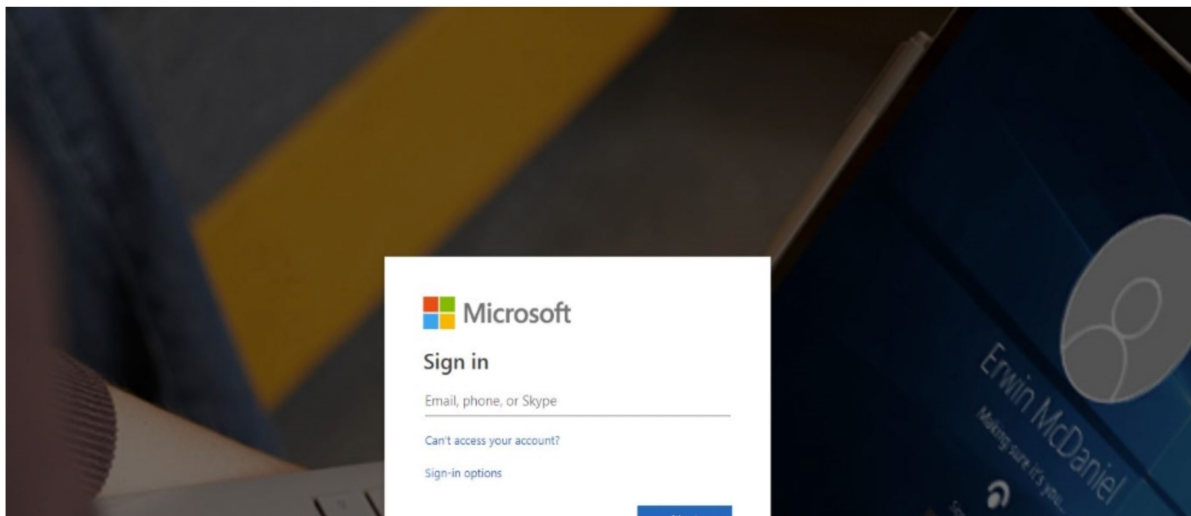 Microsoft
Sign in
Email, phone, or Skype
Can't access your account?
Sign-in options
Erwin McDaniel
Making sure it's you...